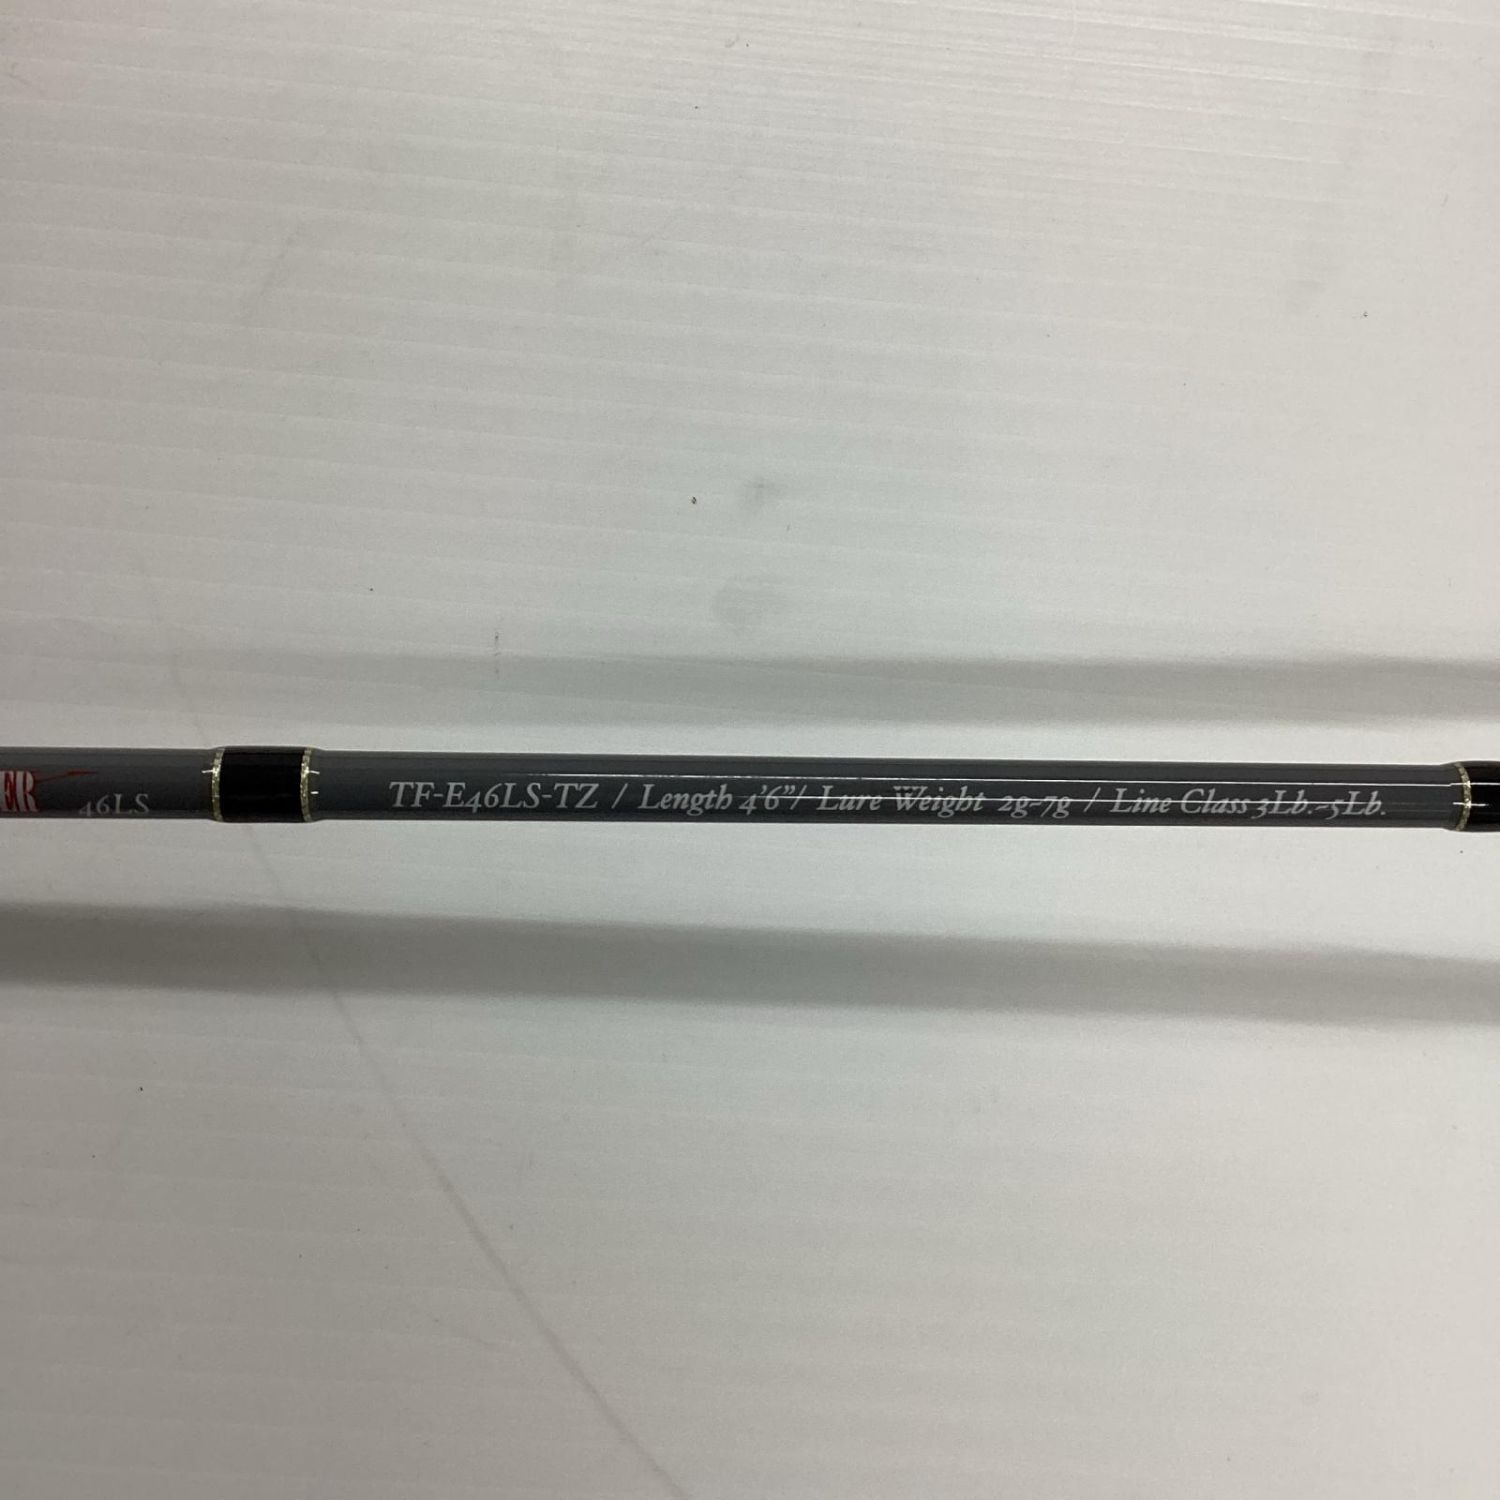 ER 46LS TF-E46LS-TZ / Length 4'6"/ Lure Weight 2g-7g / Line Class 3Lb.-5Lb.